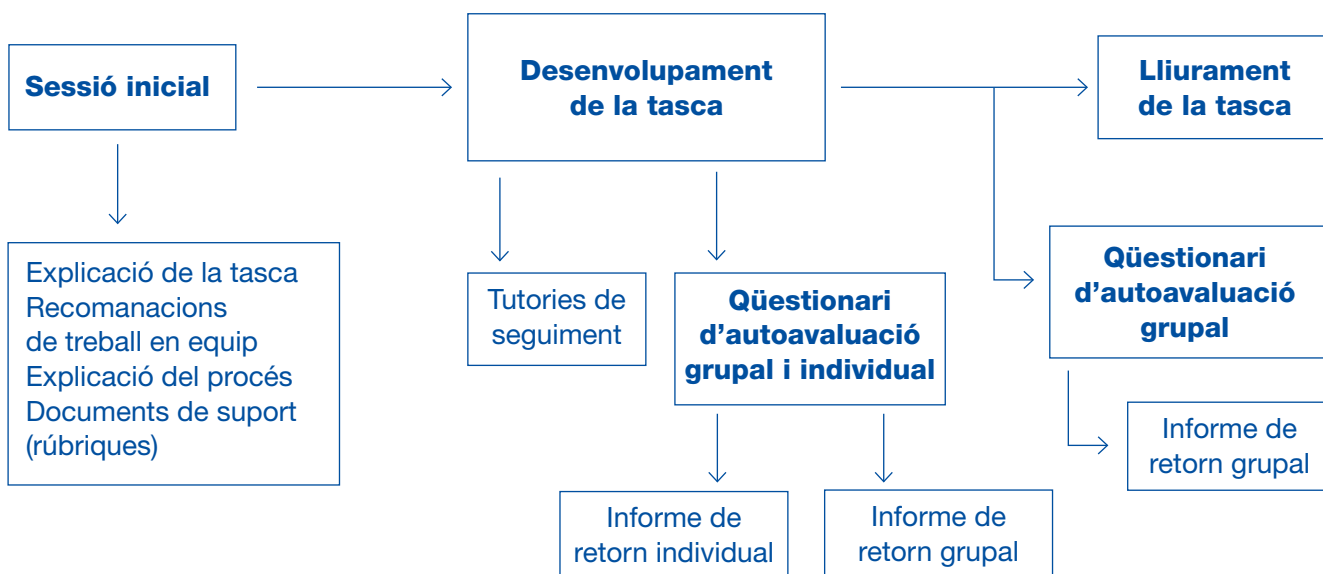 Sessió inicial
Desenvolupament
de la tasca
Lliurament
de la tasca
Explicació de la tasca
Recomanacions
de treball en equip
Explicació del procés
Documents de suport
(rúbriques)
Tutories de
seguiment
Qüestionari
d’autoavaluació
grupal i individual
Qüestionari
d’autoavaluació
grupal
Informe de
retorn individual
Informe de
retorn grupal
Informe de
retorn grupal